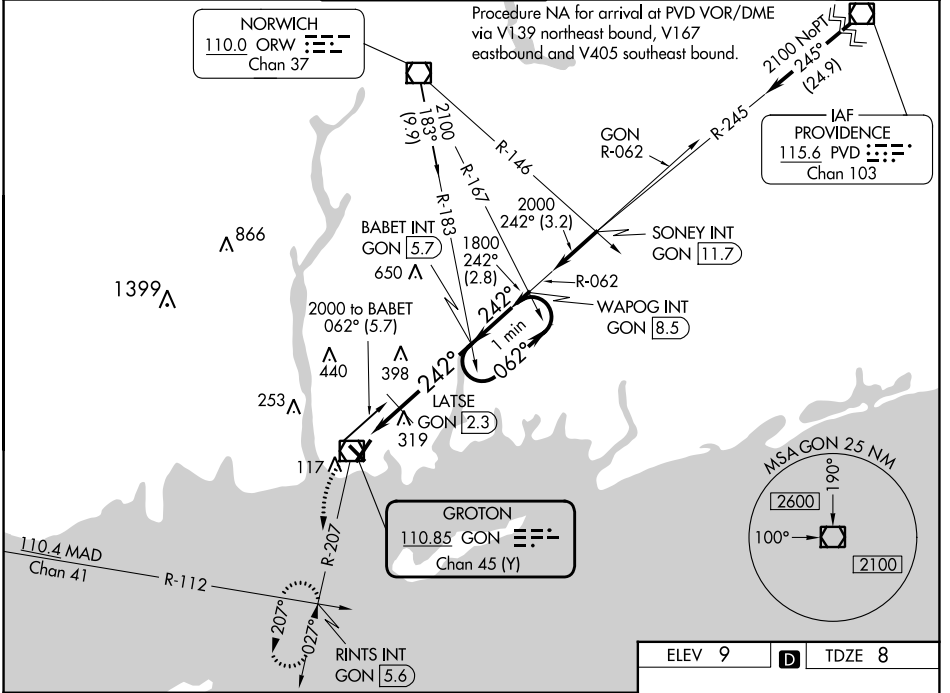 NORWICH
110.0 ORW
Chan 37
Procedure NA for arrival at PVD VOR/DME
via V139 northeast bound, V167
eastbound and V405 southeast bound.
2100 NoPT
245°
(24.9)
R-245
IAF
PROVIDENCE
115.6 PVD
Chan 103
GON
R-062
2100
183°
(9.9)
R-167
R-146
R-183
2000
242° (3.2)
SONEY INT
GON 11.7
BABET INT
GON 5.7
1800
242°
(2.8)
R-062
WAPOG INT
GON 8.5
866
650
1399
2000 to BABET
062° (5.7)
242°
1 min
062°
440
398
242°
LATSE
GON 2.3
253
319
117
GROTON
110.85 GON
Chan 45 (Y)
MSA GON 25 NM
190°
2600
100°
2100
110.4 MAD
Chan 41
R-112
R-207
207°
027°
RINTS INT
GON 5.6
ELEV 9
D
TDZE 8